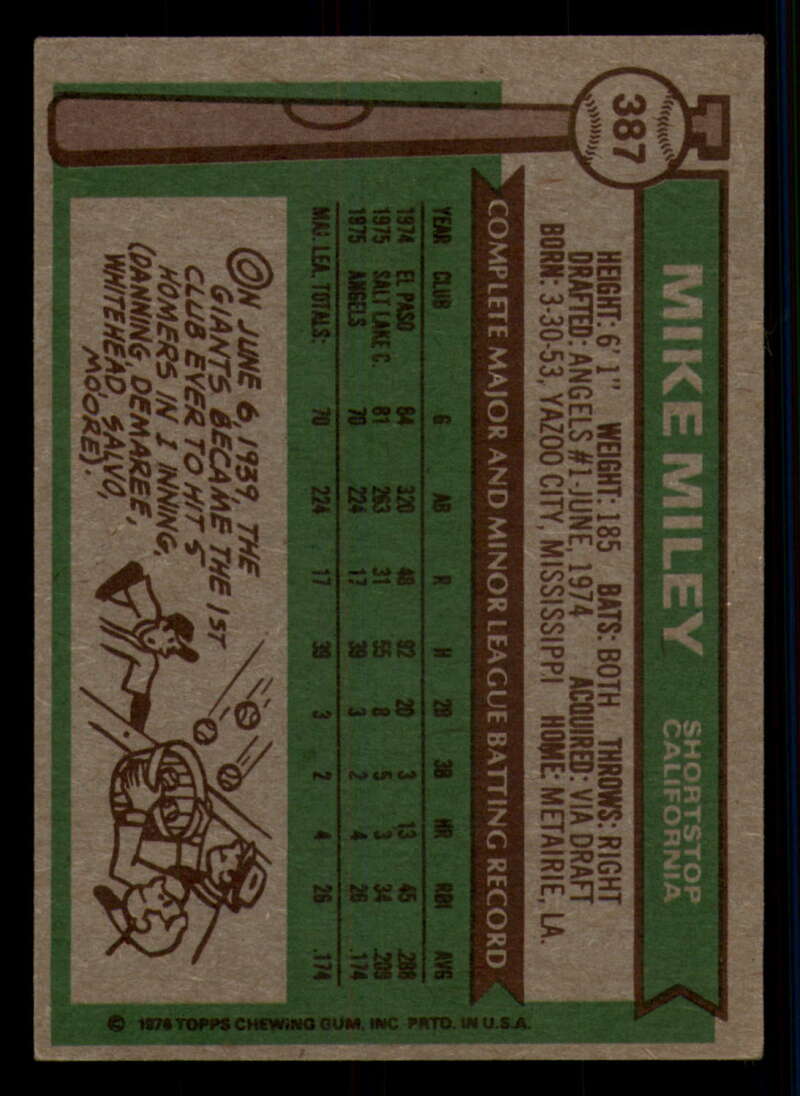 387
MIKE MILEY
SHORTSTOP
CALIFORNIA
HEIGHT: 6'1" WEIGHT: 185 BATS: BOTH THROWS: RIGHT
DRAFTED: ANGELS #1-JUNE, 1974 ACQUIRED: VIA DRAFT
BORN: 3-30-53, YAZOO CITY, MISSISSIPPI HOME: METAIRIE, LA.
COMPLETE MAJOR AND MINOR LEAGUE BATTING RECORD
YEAR CLUB G AB R H 2B 3B HR RBI AVG
1974 EL PASO 84 320 48 92 20 3 13 45 .288
1975 SALT LAKE C. 81 263 31 55 8 5 3 34 .209
1975 ANGELS 70 224 17 39 3 2 4 26 .174
MAJ. LEA. TOTALS: 70 224 17 39 3 2 4 26 .174
ON JUNE 6, 1939, THE
GIANTS BECAME THE 1ST
CLUB EVER TO HIT 5
HOMERS IN 1 INNING,
(DANNING, DEMAREE,
WHITEHEAD, SALVO,
MOORE).
© 1976 TOPPS CHEWING GUM, INC. PRTD. IN U.S.A.